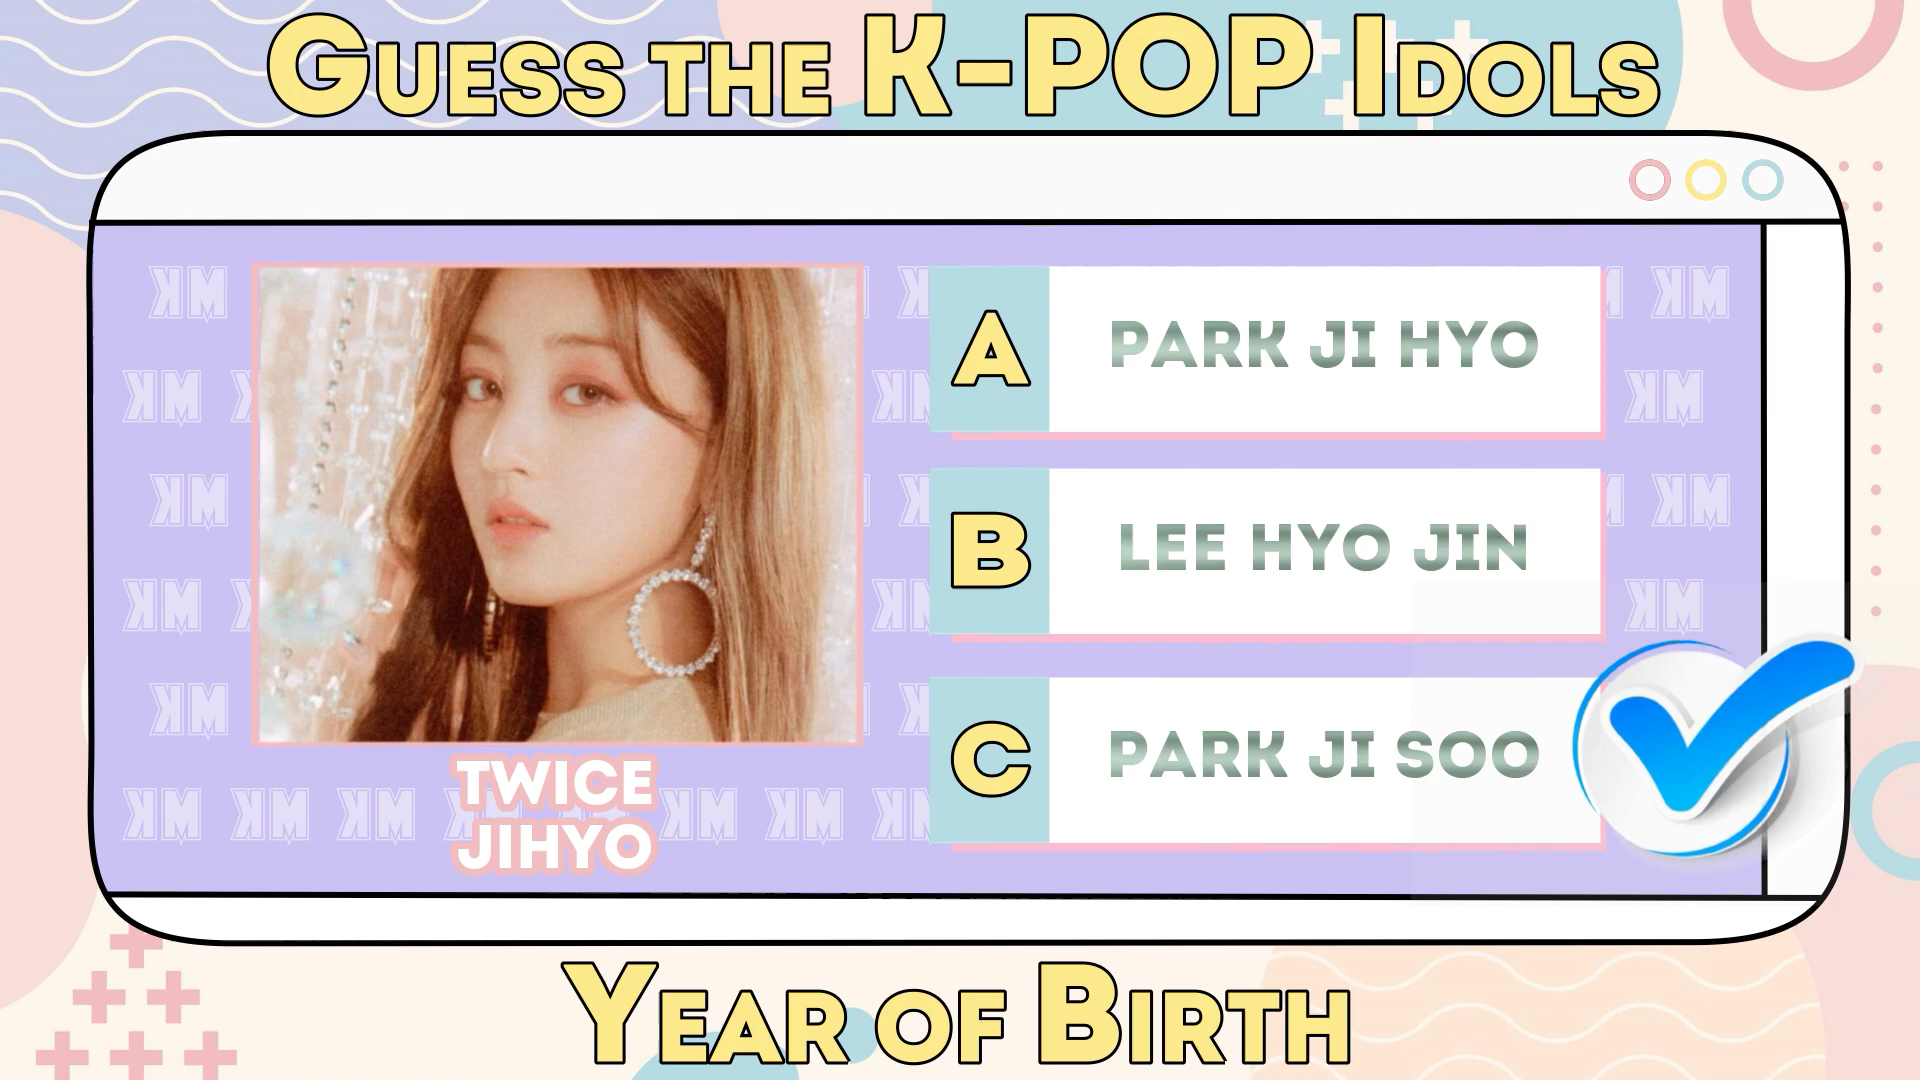 GUESS THE K-POP IDOLS
A PARK JI HYO
B LEE HYO JIN
C PARK JI SOO
TWICE
JIHYO
YEAR OF BIRTH